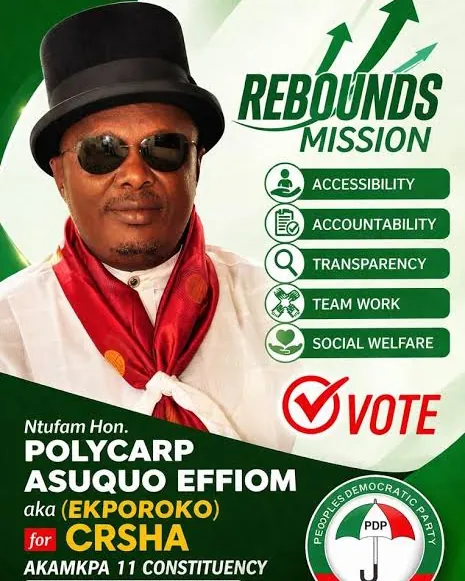 REBOUNDS
MISSION
ACCESSIBILITY
ACCOUNTABILITY
TRANSPARENCY
TEAM WORK
SOCIAL WELFARE
VOTE
Ntufam Hon.
POLYCARP
ASUQUO EFFIOM
aka (EKPOROKO)
for CRSHA
AKAMKPA 11 CONSTITUENCY
PEOPLES DEMOCRATIC PARTY
PDP